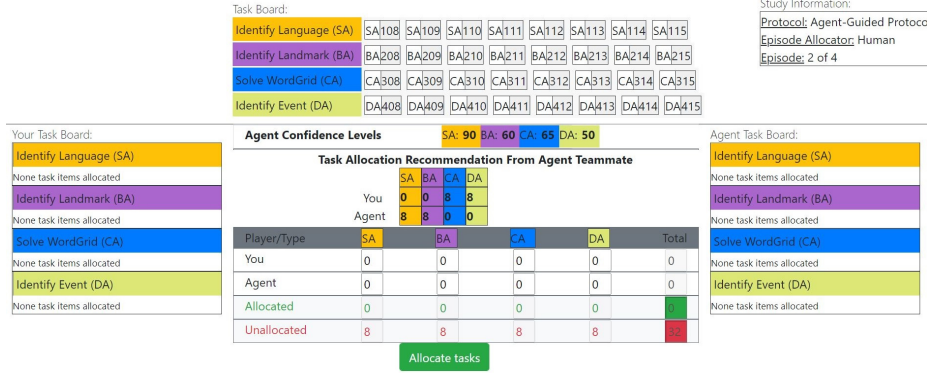 Task Board:
Identify Language (SA) SA108 SA109 SA110 SA111 SA112 SA113 SA114 SA115
Identify Landmark (BA) BA208 BA209 BA210 BA211 BA212 BA213 BA214 BA215
Solve WordGrid (CA) CA308 CA309 CA310 CA311 CA312 CA313 CA314 CA315
Identify Event (DA) DA408 DA409 DA410 DA411 DA412 DA413 DA414 DA415
Study Information:
Protocol: Agent-Guided Protoco
Episode Allocator: Human
Episode: 2 of 4
Your Task Board:
Identify Language (SA)
None task items allocated
Identify Landmark (BA)
None task items allocated
Solve WordGrid (CA)
None task items allocated
Identify Event (DA)
None task items allocated
Agent Confidence Levels SA: 90 BA: 60 CA: 65 DA: 50
Task Allocation Recommendation From Agent Teammate
SA BA CA DA
You 0 0 8 8
Agent 8 8 0 0
Player/Type SA BA CA DA Total
You 0 0 0 0 0
Agent 0 0 0 0 0
Allocated 0 0 0 0 0
Unallocated 8 8 8 8 32
Allocate tasks
Agent Task Board:
Identify Language (SA)
None task items allocated
Identify Landmark (BA)
None task items allocated
Solve WordGrid (CA)
None task items allocated
Identify Event (DA)
None task items allocated